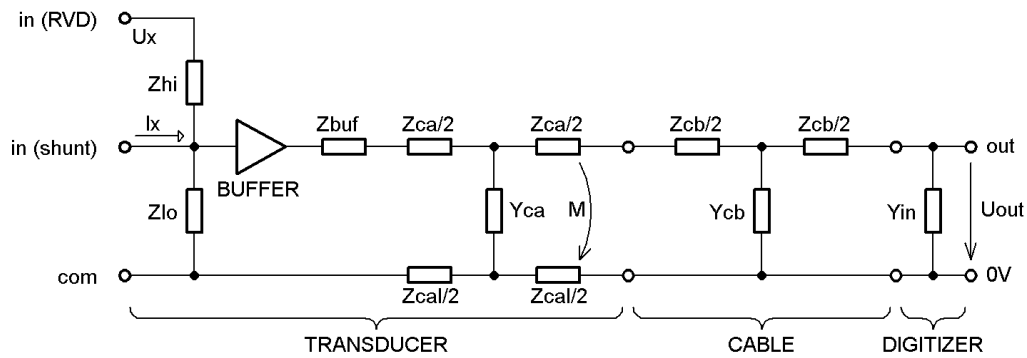 in (RVD)
Ux
Zhi
Ix
in (shunt)
BUFFER
Zbuf
Zca/2
Zca/2
Zcb/2
Zcb/2
out
Zlo
Yca
M
Ycb
Yin
Uout
com
Zcal/2
Zcal/2
0V
TRANSDUCER
CABLE
DIGITIZER